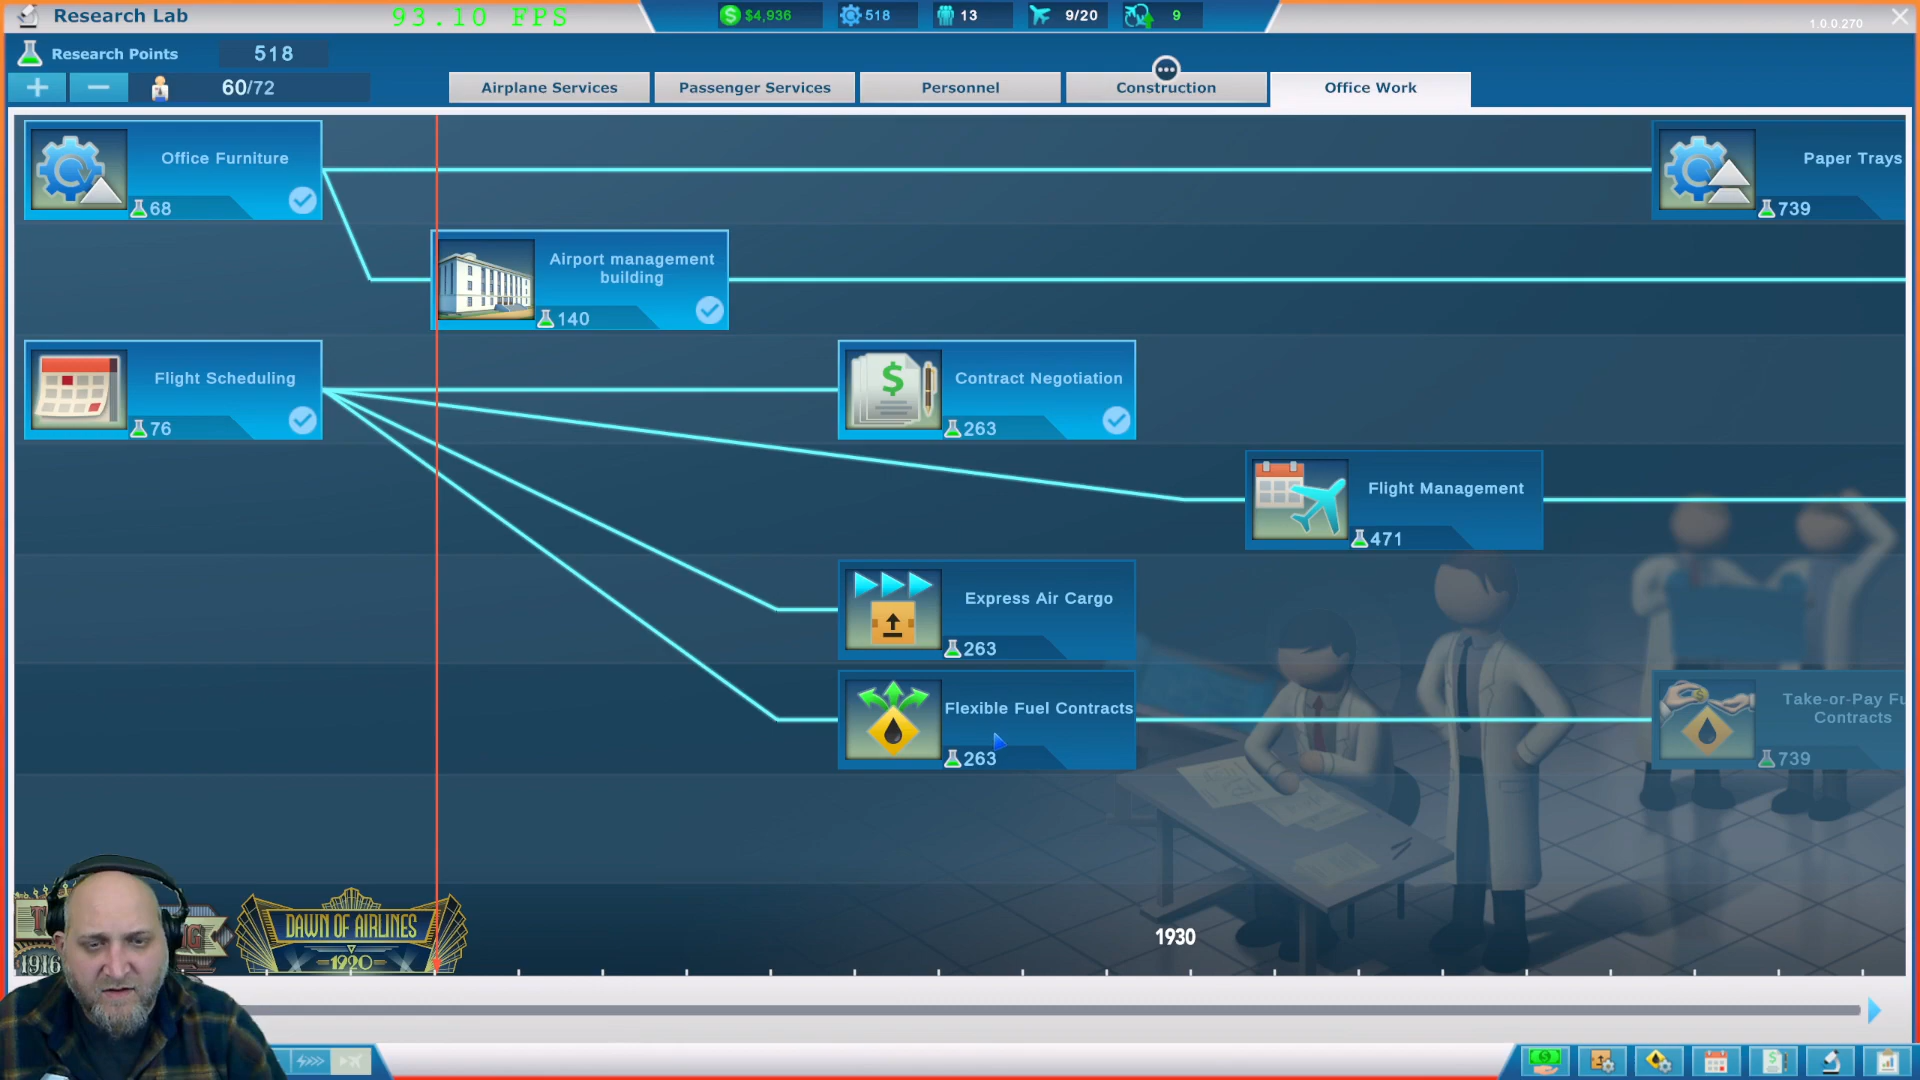 Research Lab
93.10 FPS
$4,936
518
13
9/20
9
1.0.0.270
Research Points
518
60/72
Airplane Services
Passenger Services
Personnel
Construction
Office Work
Office Furniture
68
Paper Trays
739
Airport management
building
140
Flight Scheduling
76
Contract Negotiation
263
Flight Management
471
Express Air Cargo
263
Flexible Fuel Contracts
263
Take-or-Pay Fu
Contracts
739
DAWN OF AIRLINES
1920
1916
1930